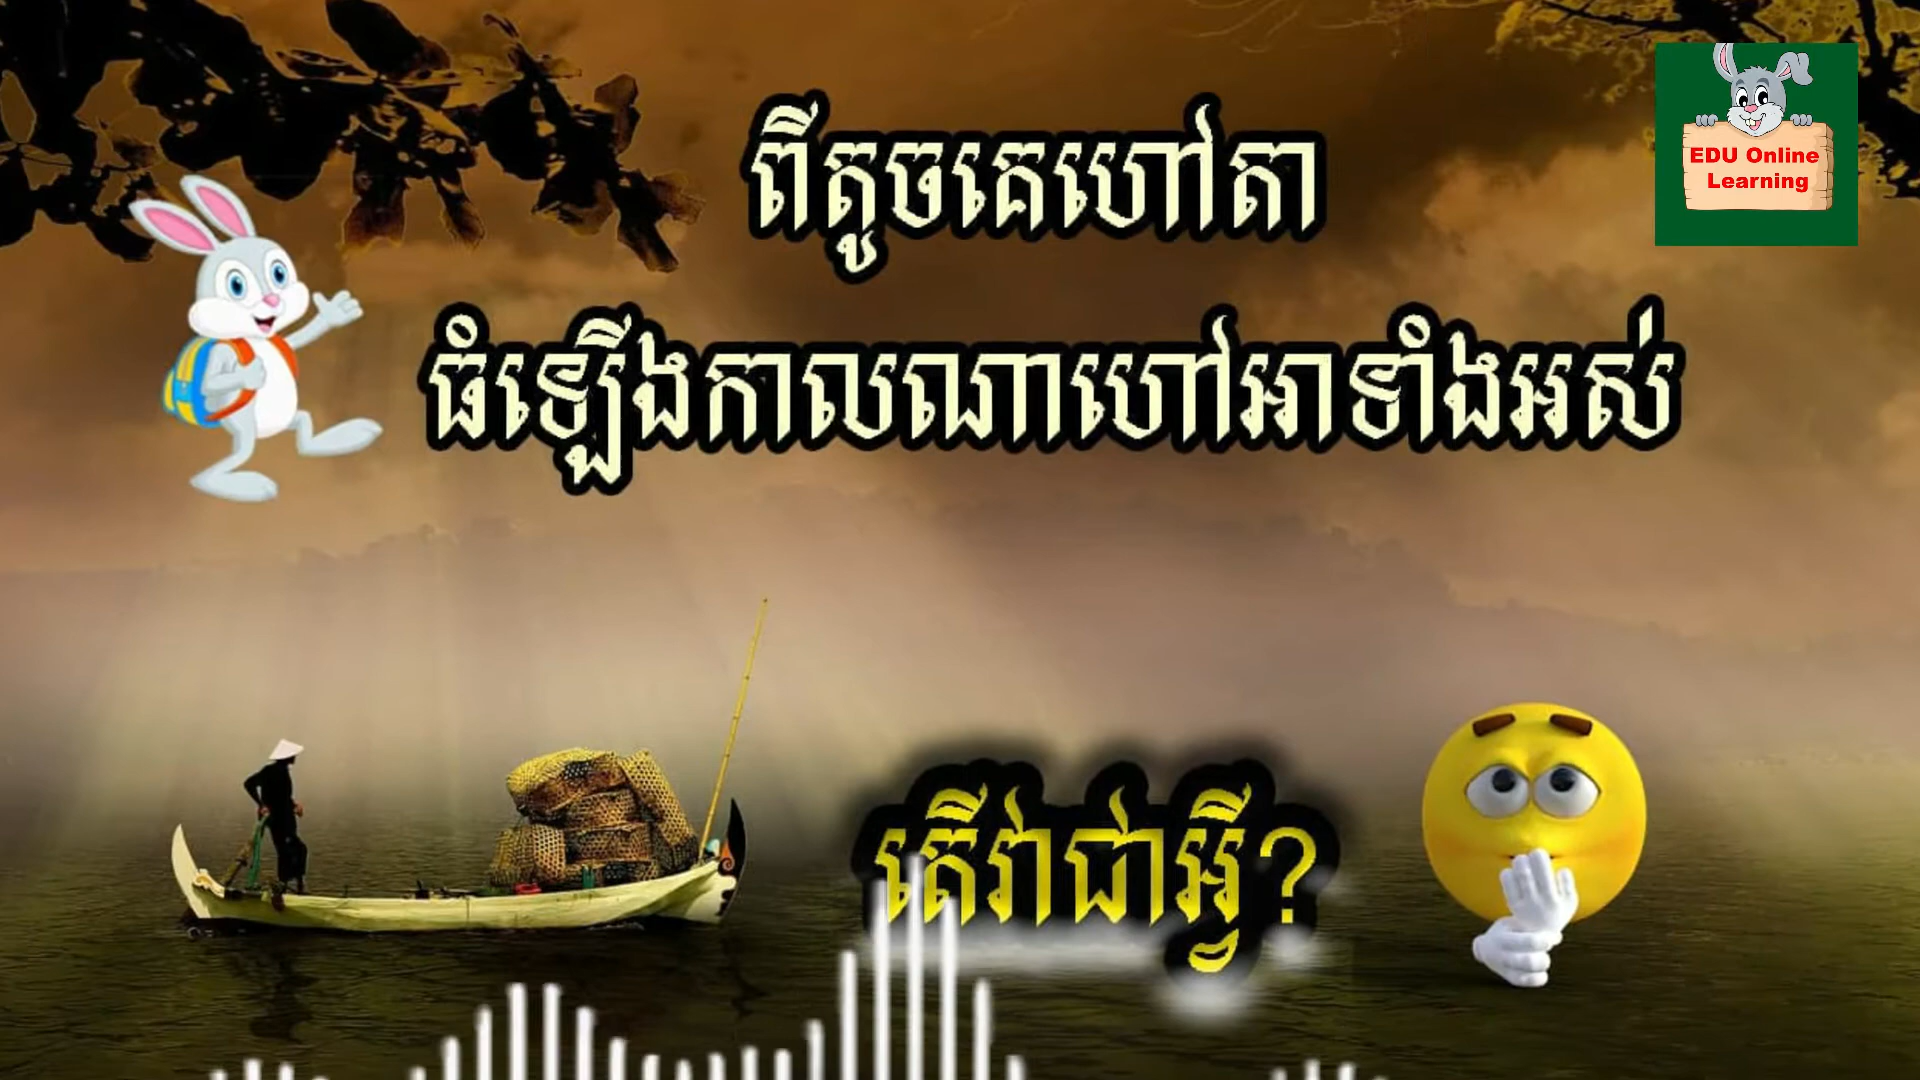 EDU Online
Learning
ពីតូចគេហៅតា
ធំឡើងកាលណាហៅអាទាំងអស់
តើវាជាអ្វី?